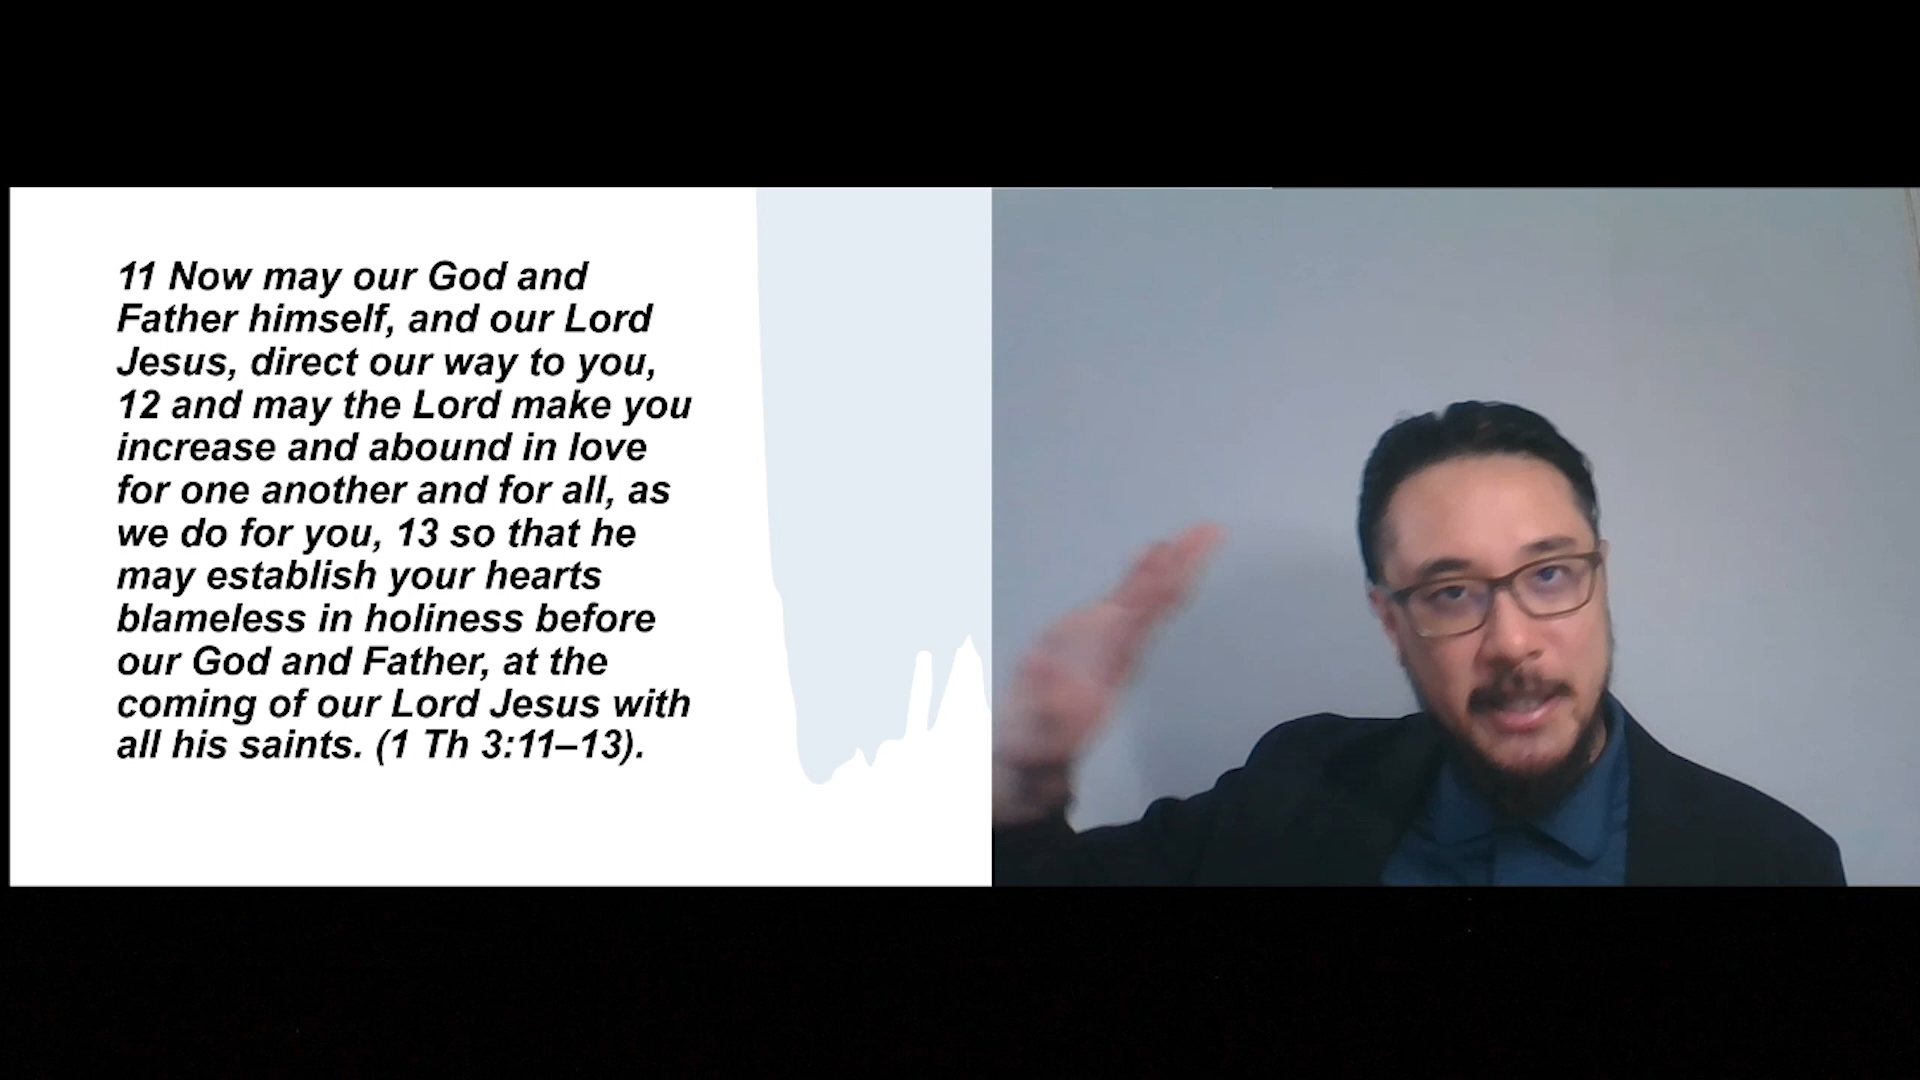 11 Now may our God and
Father himself, and our Lord
Jesus, direct our way to you,
12 and may the Lord make you
increase and abound in love
for one another and for all, as
we do for you, 13 so that he
may establish your hearts
blameless in holiness before
our God and Father, at the
coming of our Lord Jesus with
all his saints. (1 Th 3:11–13).